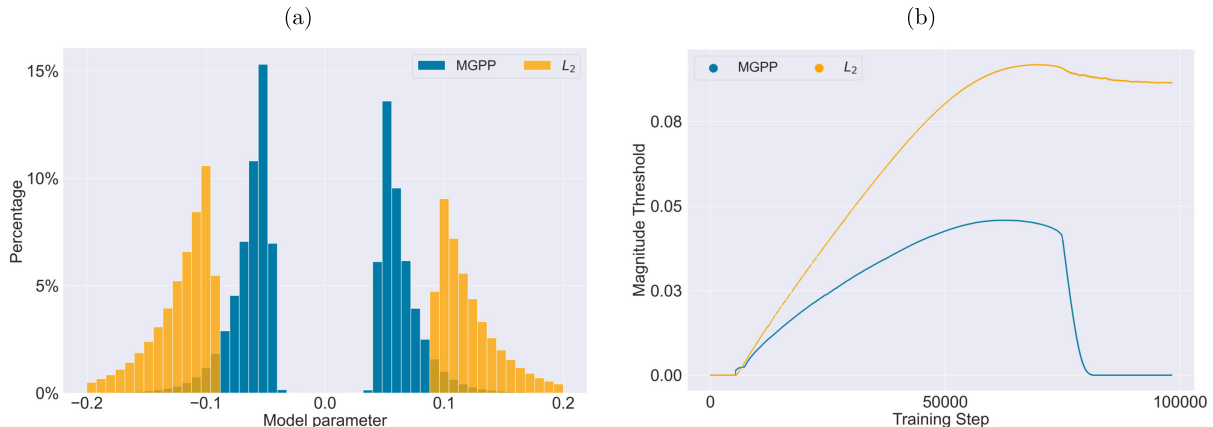 (a)
MGPP
L₂
15%
10%
5%
0%
Percentage
−0.2
−0.1
0.0
0.1
0.2
Model parameter
(b)
MGPP
L₂
0.08
0.05
0.03
0.00
Magnitude Threshold
0
50000
100000
Training Step